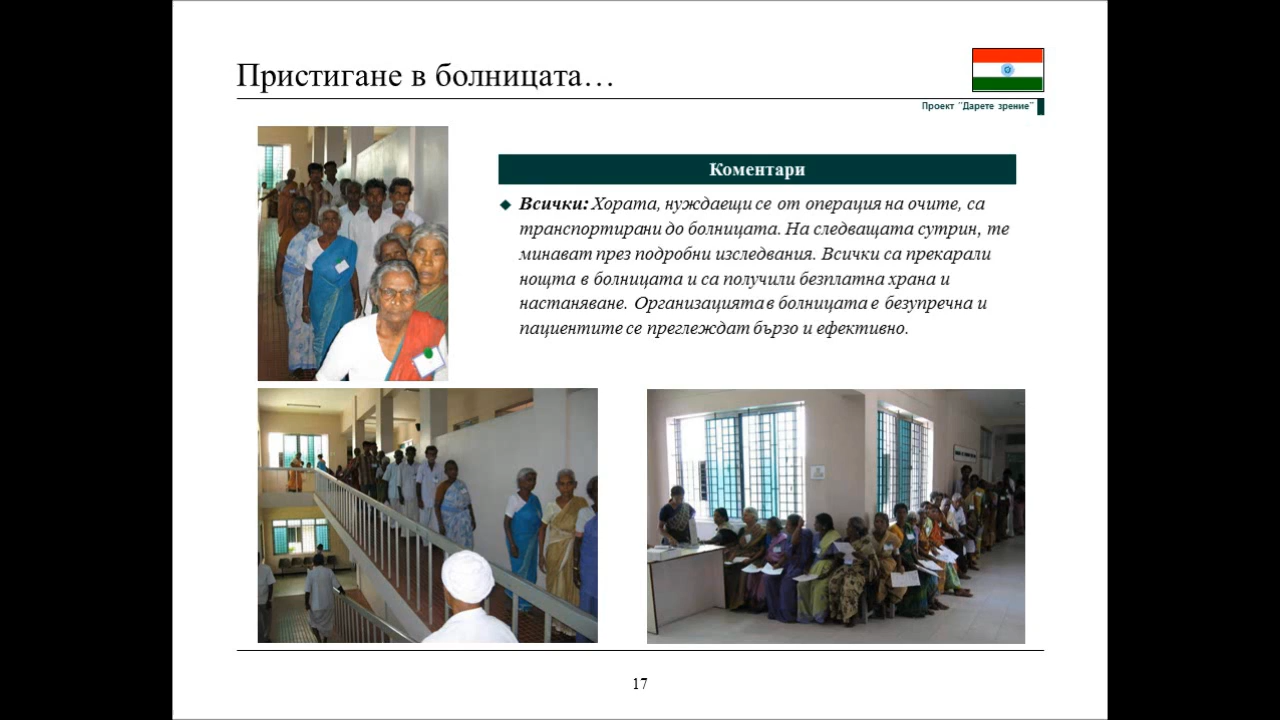 Пристигане в болницата…
Проект "Дарете зрение"
Коментари
Всички: Хората, нуждаещи се от операция на очите, са
транспортирани до болницата. На следващата сутрин, те
минават през подробни изследвания. Всички са прекарали
нощта в болницата и са получили безплатна храна и
настаняване. Организацията в болницата е безупречна и
пациентите се преглеждат бързо и ефективно.
17